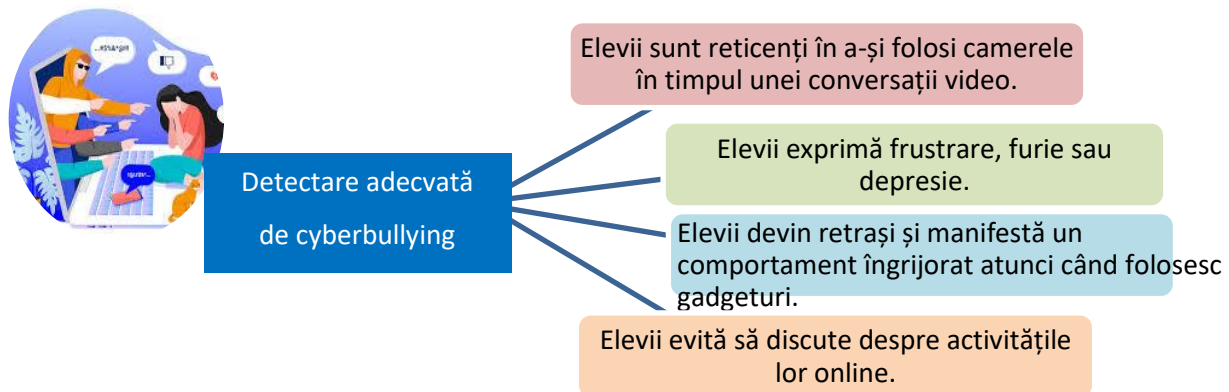 ...#$%&*@!!
Elevii sunt reticenți în a-și folosi camerele
în timpul unei conversații video.
Elevii exprimă frustrare, furie sau
depresie.
Detectare adecvată
de cyberbullying
Elevii devin retrași și manifestă un
comportament îngrijorat atunci când folosesc
gadgeturi.
Elevii evită să discute despre activitățile
lor online.